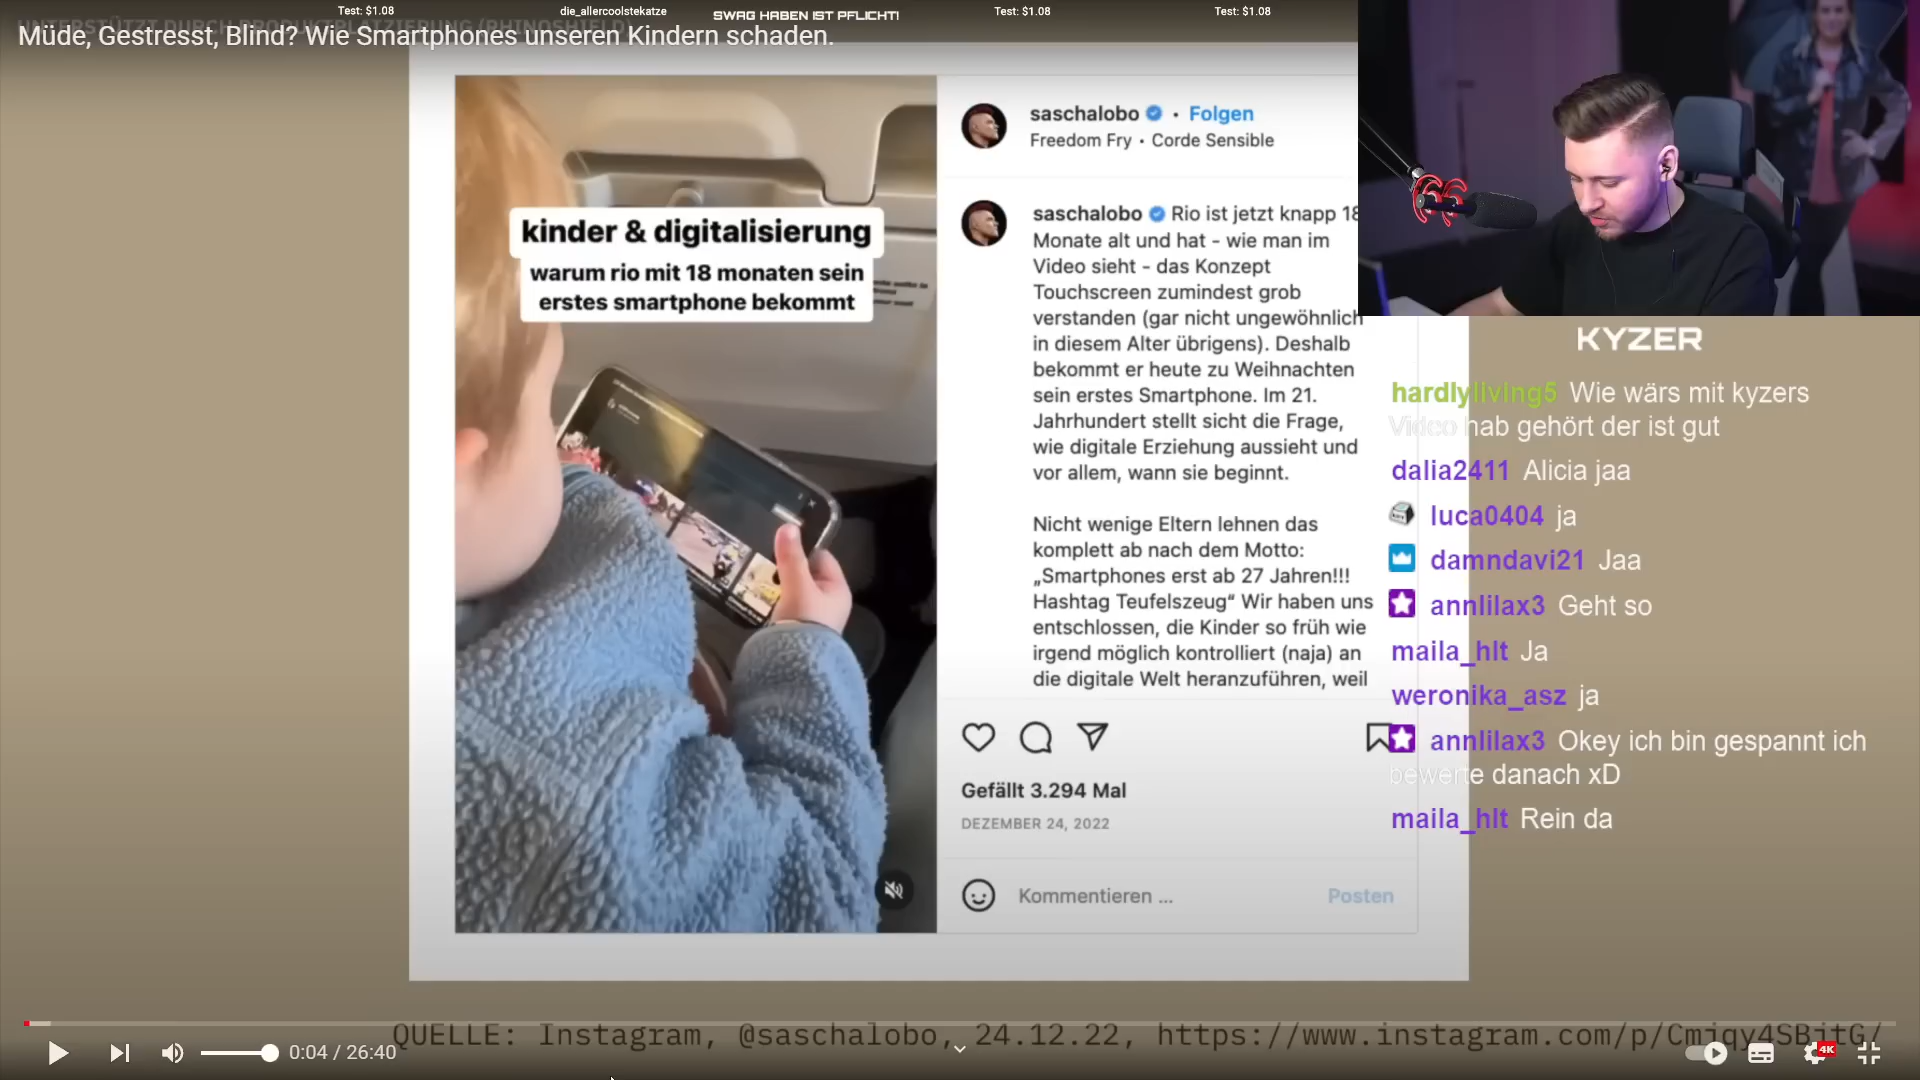 Test: $1.08
die_allercoolstekatze
SWAG HABEN IST PFLICHT!
Test: $1.08
Test: $1.08
UNTERSTÜTZT DURCH PRODUKTPLATZIERUNG (RHINOSHIELD)
Müde, Gestresst, Blind? Wie Smartphones unseren Kindern schaden.
kinder & digitalisierung
warum rio mit 18 monaten sein
erstes smartphone bekommt
saschalobo • Folgen
Freedom Fry • Corde Sensible
saschalobo Rio ist jetzt knapp 18
Monate alt und hat - wie man im
Video sieht - das Konzept
Touchscreen zumindest grob
verstanden (gar nicht ungewöhnlich
in diesem Alter übrigens). Deshalb
bekommt er heute zu Weihnachten
sein erstes Smartphone. Im 21.
Jahrhundert stellt sicht die Frage,
wie digitale Erziehung aussieht und
vor allem, wann sie beginnt.
Nicht wenige Eltern lehnen das
komplett ab nach dem Motto:
„Smartphones erst ab 27 Jahren!!!
Hashtag Teufelszeug“ Wir haben uns
entschlossen, die Kinder so früh wie
irgend möglich kontrolliert (naja) an
die digitale Welt heranzuführen, weil
Gefällt 3.294 Mal
DEZEMBER 24, 2022
Kommentieren ...
Posten
KYZER
hardlyliving5 Wie wärs mit kyzers
Video hab gehört der ist gut
dalia2411 Alicia jaa
luca0404 ja
damndavi21 Jaa
annlilax3 Geht so
maila_hlt Ja
weronika_asz ja
annlilax3 Okey ich bin gespannt ich
bewerte danach xD
maila_hlt Rein da
QUELLE: Instagram, @saschalobo, 24.12.22, https://www.instagram.com/p/Cmiqy4SBitG/
0:04 / 26:40
4K